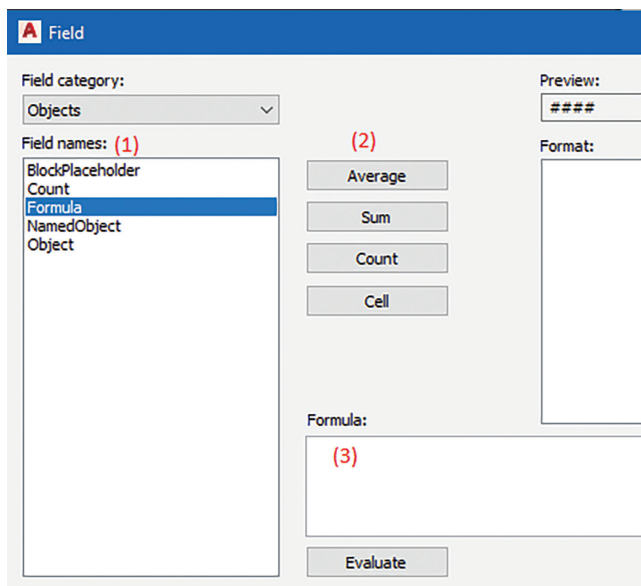 A Field
Field category:
Objects
Field names: (1)
BlockPlaceholder
Count
Formula
NamedObject
Object
(2)
Average
Sum
Count
Cell
Preview:
####
Format:
Formula:
(3)
Evaluate